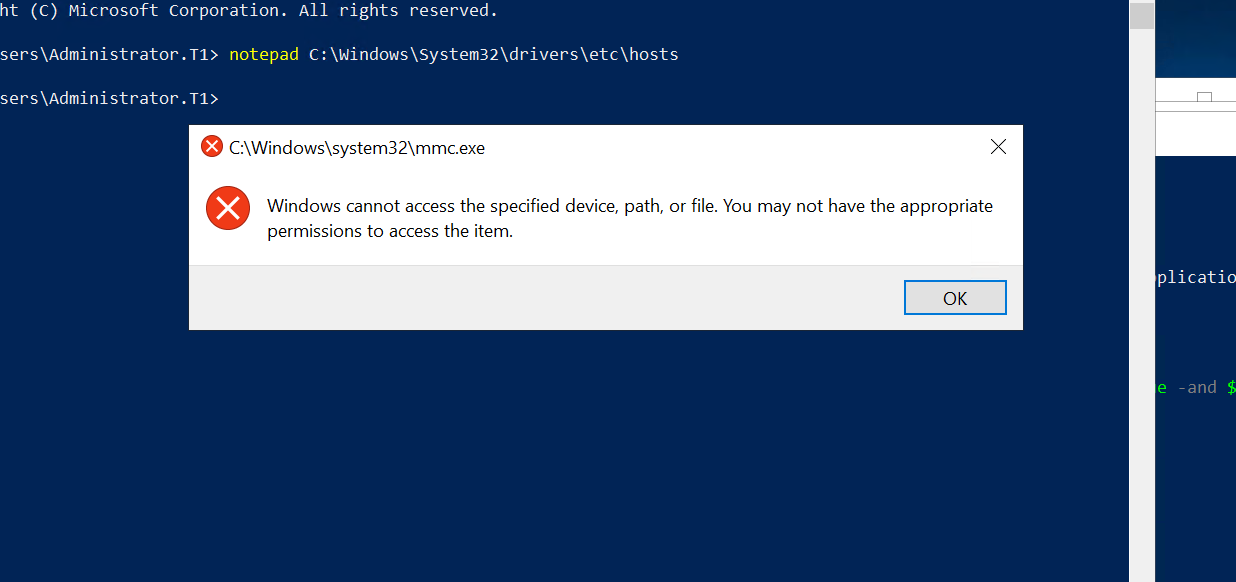 ht (C) Microsoft Corporation. All rights reserved.
sers\Administrator.T1> notepad C:\Windows\System32\drivers\etc\hosts
sers\Administrator.T1>
C:\Windows\system32\mmc.exe
Windows cannot access the specified device, path, or file. You may not have the appropriate
permissions to access the item.
OK
plicatio
e -and $